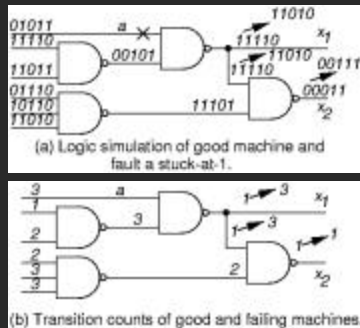 01011 a 11010
11110 11110 x1
00101 11010
11011 11110 00111
01110 00011
10110 11101 x2
11010
(a) Logic simulation of good machine and
fault a stuck-at-1.
3 a 1 3
1 x1
3 1 3
2 1 1
2
3 2 x2
3
(b) Transition counts of good and failing machines